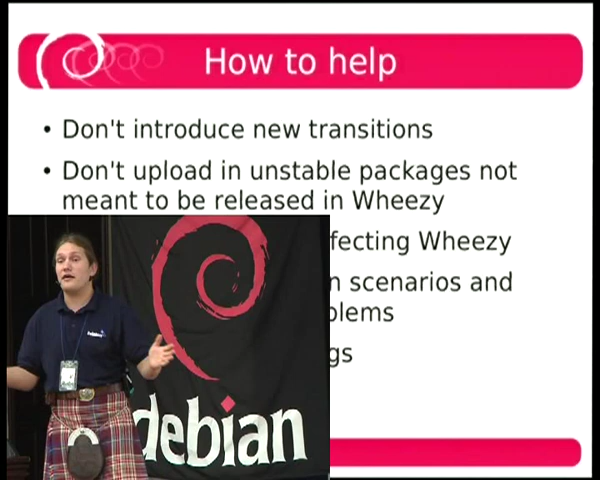 How to help
• Don't introduce new transitions
• Don't upload in unstable packages not
meant to be released in Wheezy
fecting Wheezy
n scenarios and
blems
gs
debian